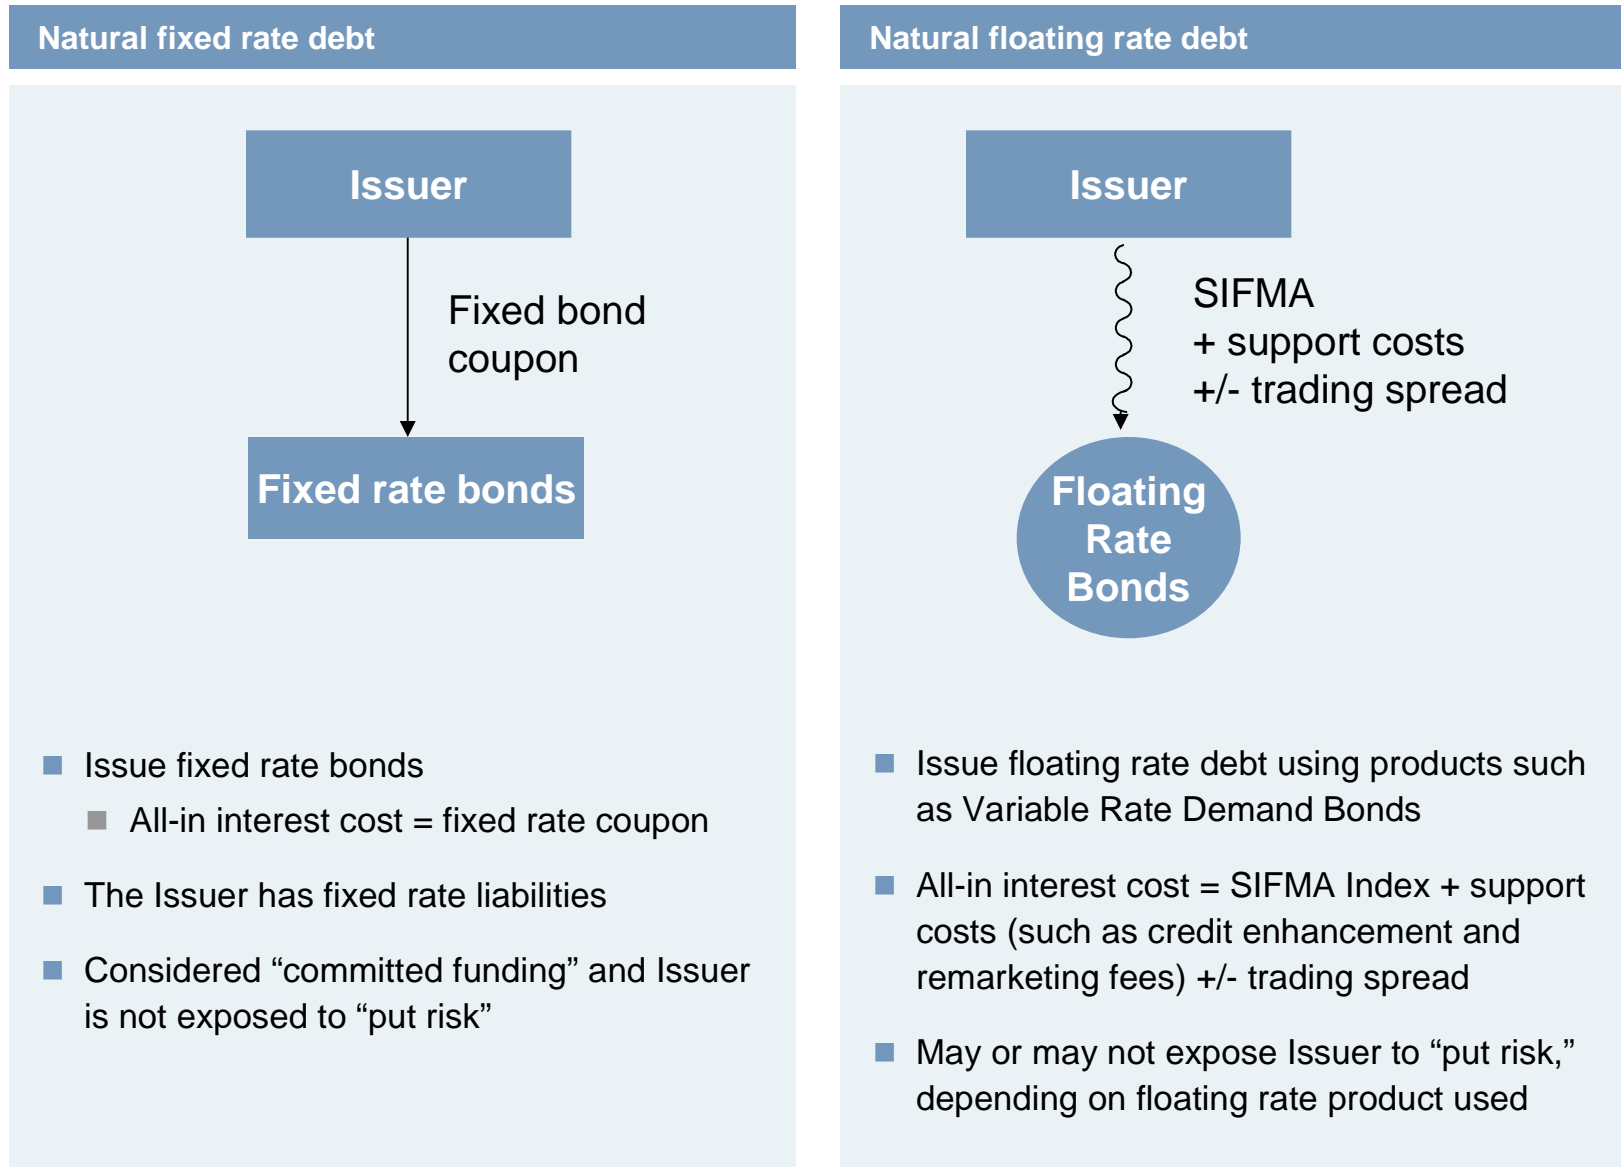 Natural fixed rate debt
Issuer
Fixed bond
coupon
Fixed rate bonds
Issue fixed rate bonds
All-in interest cost = fixed rate coupon
The Issuer has fixed rate liabilities
Considered “committed funding” and Issuer
is not exposed to “put risk”
Natural floating rate debt
Issuer
SIFMA
+ support costs
+/- trading spread
Floating
Rate
Bonds
Issue floating rate debt using products such
as Variable Rate Demand Bonds
All-in interest cost = SIFMA Index + support
costs (such as credit enhancement and
remarketing fees) +/- trading spread
May or may not expose Issuer to “put risk,”
depending on floating rate product used